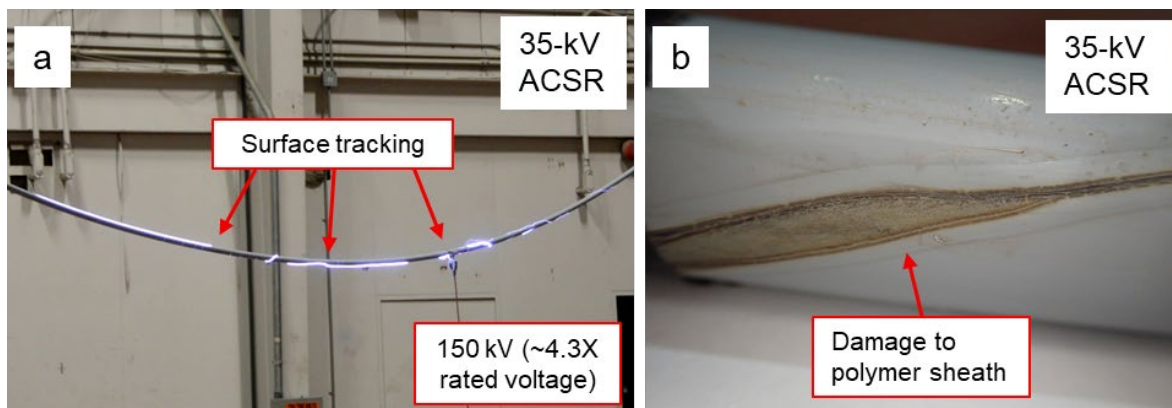 a
35-kV
ACSR
Surface tracking
150 kV (~4.3X
rated voltage)
b
35-kV
ACSR
Damage to
polymer sheath